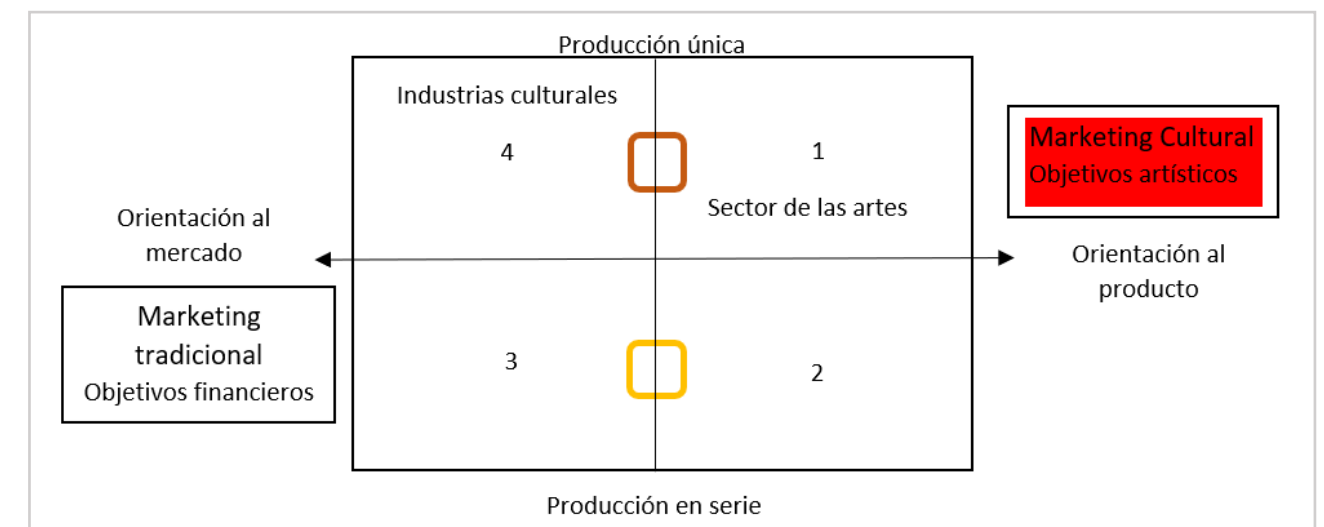 Producción única
Industrias culturales
4
1
Marketing Cultural
Objetivos artísticos
Sector de las artes
Orientación al
mercado
Orientación al
producto
Marketing
tradicional
Objetivos financieros
3
2
Producción en serie